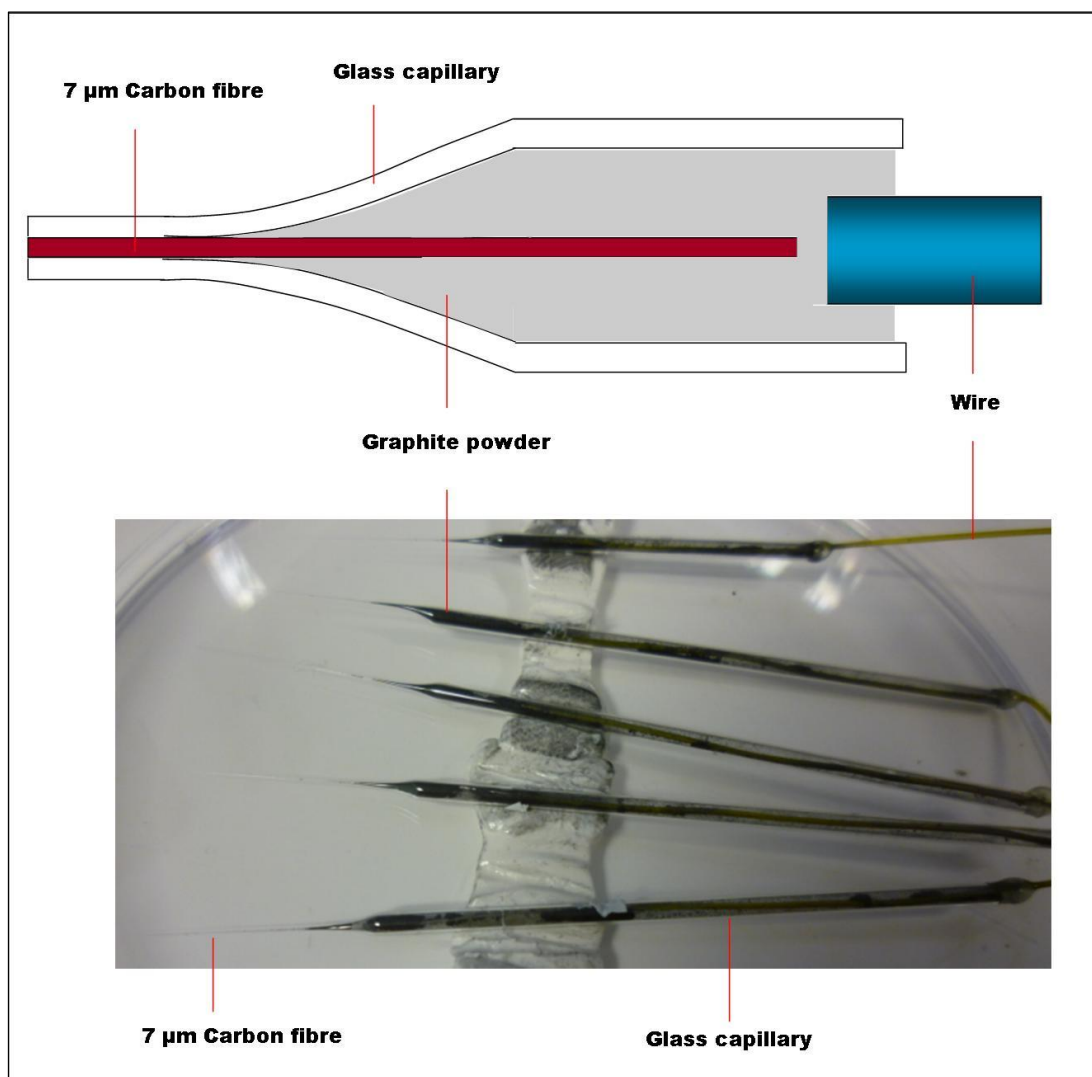 Glass capillary
7 µm Carbon fibre
Wire
Graphite powder
7 µm Carbon fibre
Glass capillary